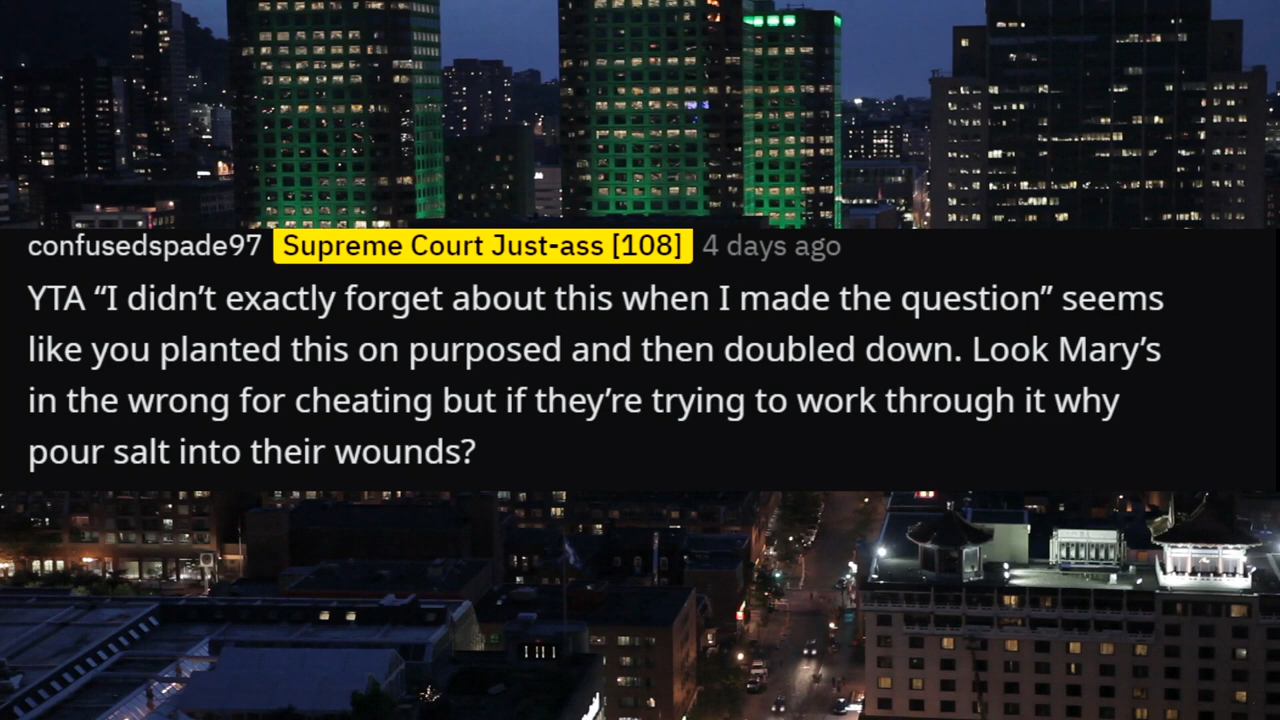 confusedspade97 Supreme Court Just-ass [108] 4 days ago
YTA “I didn’t exactly forget about this when I made the question” seems
like you planted this on purposed and then doubled down. Look Mary’s
in the wrong for cheating but if they’re trying to work through it why
pour salt into their wounds?